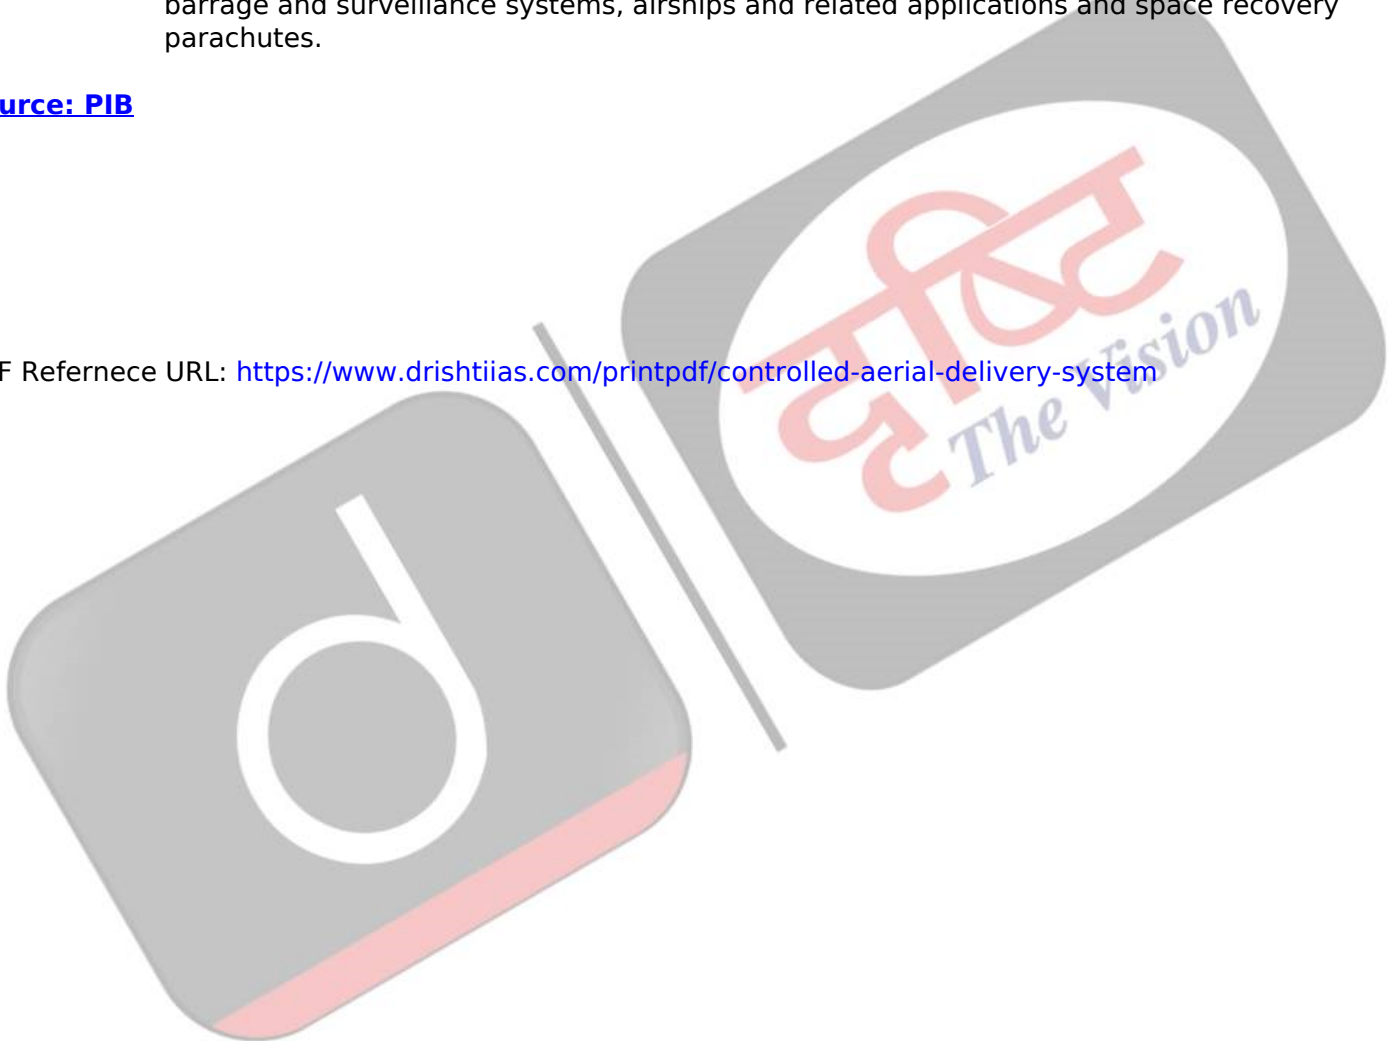 barrage and surveillance systems, airships and related applications and space recovery
parachutes.
urce: PIB
F Refernece URL: https://www.drishtiias.com/printpdf/controlled-aerial-delivery-system
दृष्टि
The Vision
d